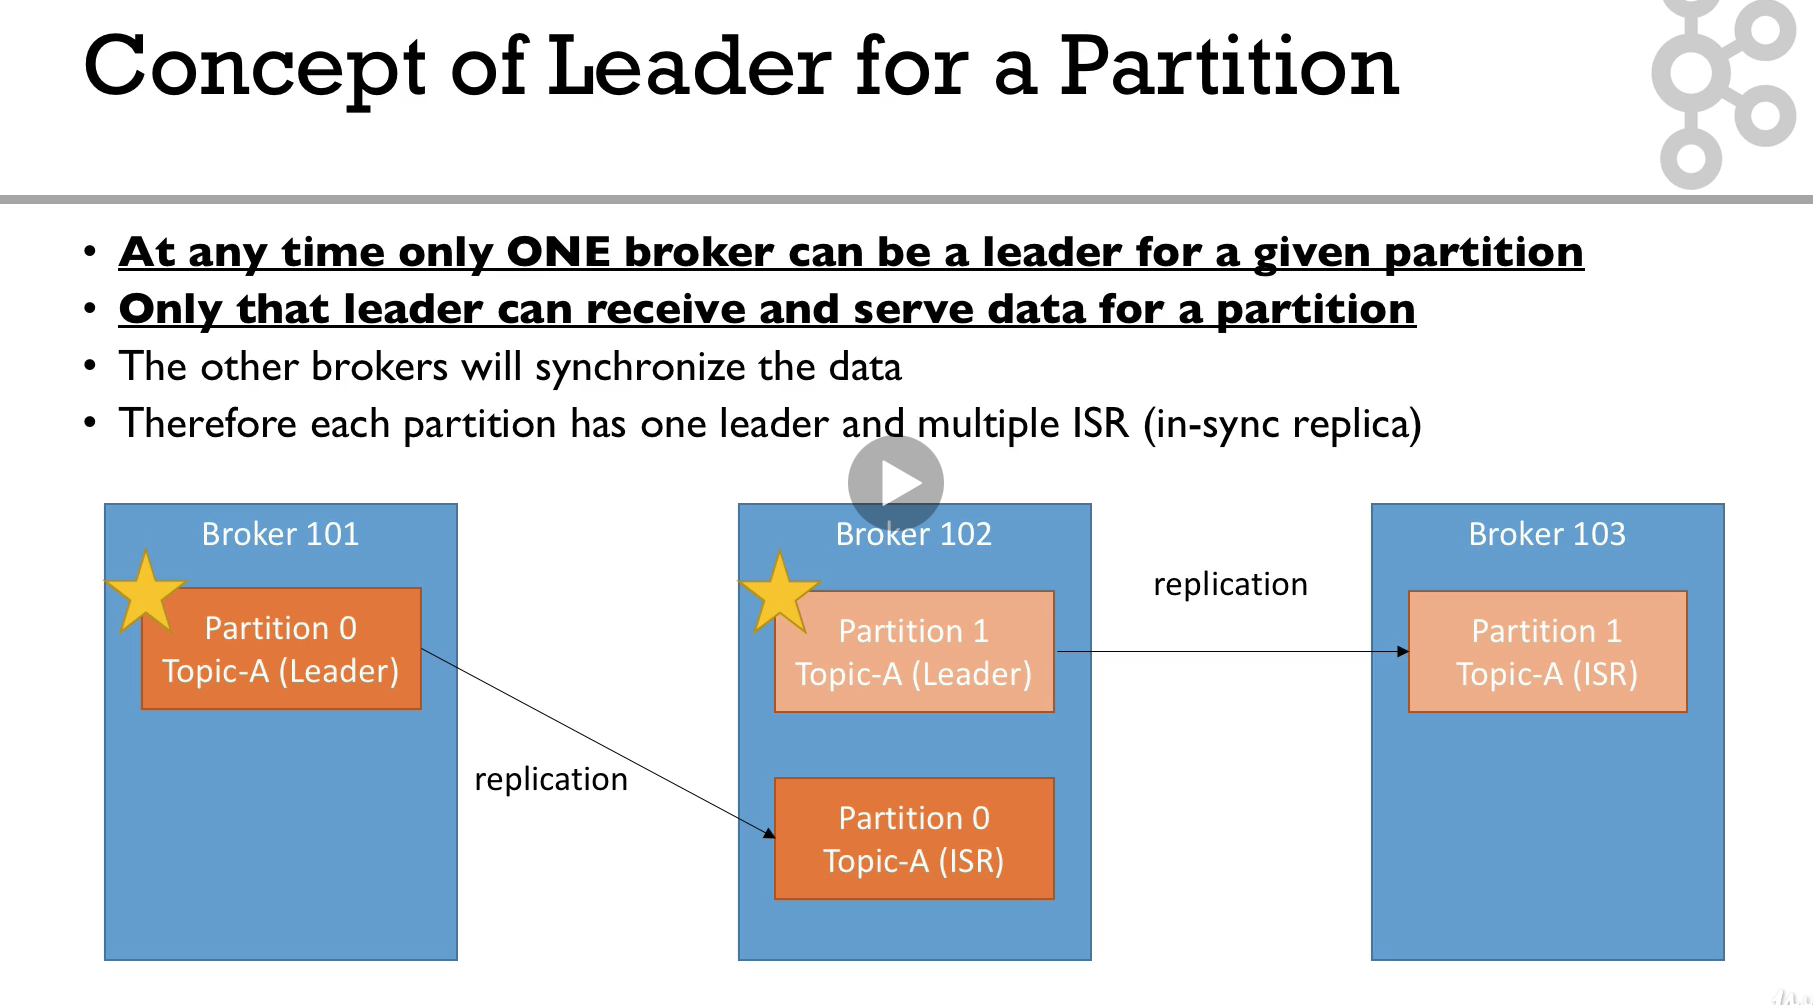 Concept of Leader for a Partition
• At any time only ONE broker can be a leader for a given partition
• Only that leader can receive and serve data for a partition
• The other brokers will synchronize the data
• Therefore each partition has one leader and multiple ISR (in-sync replica)
Broker 101
Partition 0
Topic-A (Leader)
replication
Broker 102
Partition 1
Topic-A (Leader)
Partition 0
Topic-A (ISR)
replication
Broker 103
Partition 1
Topic-A (ISR)